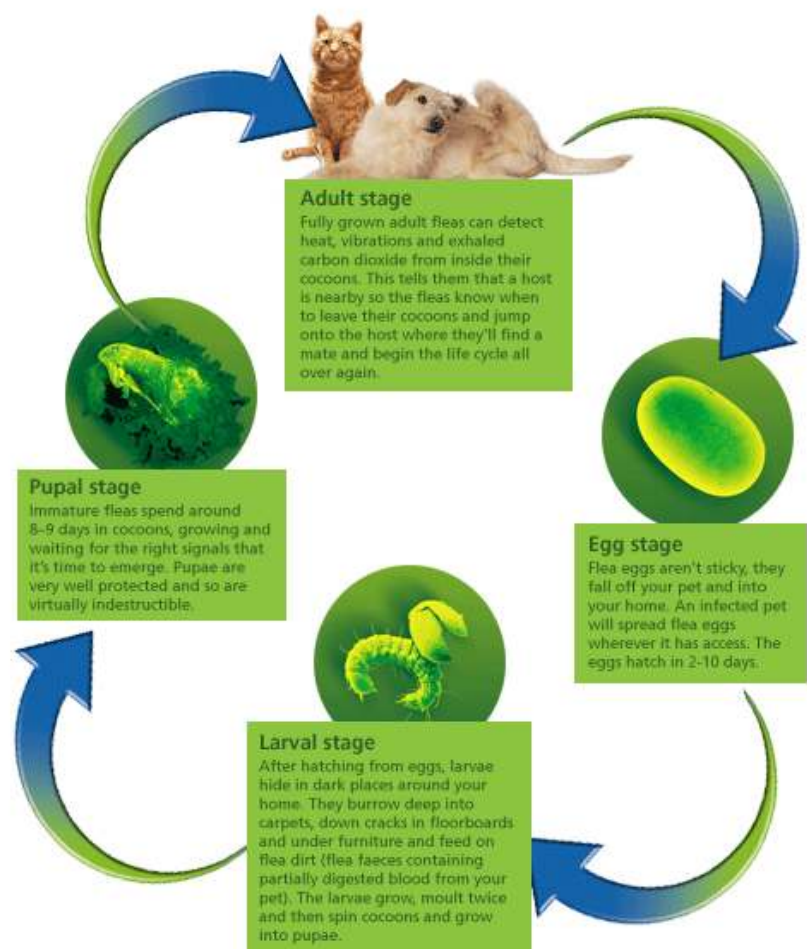 Adult stage
Fully grown adult fleas can detect
heat, vibrations and exhaled
carbon dioxide from inside their
cocoons. This tells them that a host
is nearby so the fleas know when
to leave their cocoons and jump
onto the host where they'll find a
mate and begin the life cycle all
over again.
Egg stage
Flea eggs aren't sticky, they
fall off your pet and into
your home. An infected pet
will spread flea eggs
wherever it has access. The
eggs hatch in 2-10 days.
Larval stage
After hatching from eggs, larvae
hide in dark places around your
home. They burrow deep into
carpets, down cracks in floorboards
and under furniture and feed on
flea dirt (flea faeces containing
partially digested blood from your
pet). The larvae grow, moult twice
and then spin cocoons and grow
into pupae.
Pupal stage
Immature fleas spend around
8-9 days in cocoons, growing and
waiting for the right signals that
it's time to emerge. Pupae are
very well protected and so are
virtually indestructible.